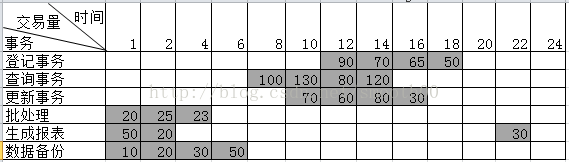 交易量 时间
事务 1 2 4 6 8 10 12 14 16 18 20 22 24
登记事务 90 70 65 50
查询事务 100 130 80 120
更新事务 70 60 80 30
批处理 20 25 23
生成报表 50 20 30
数据备份 10 20 30 50